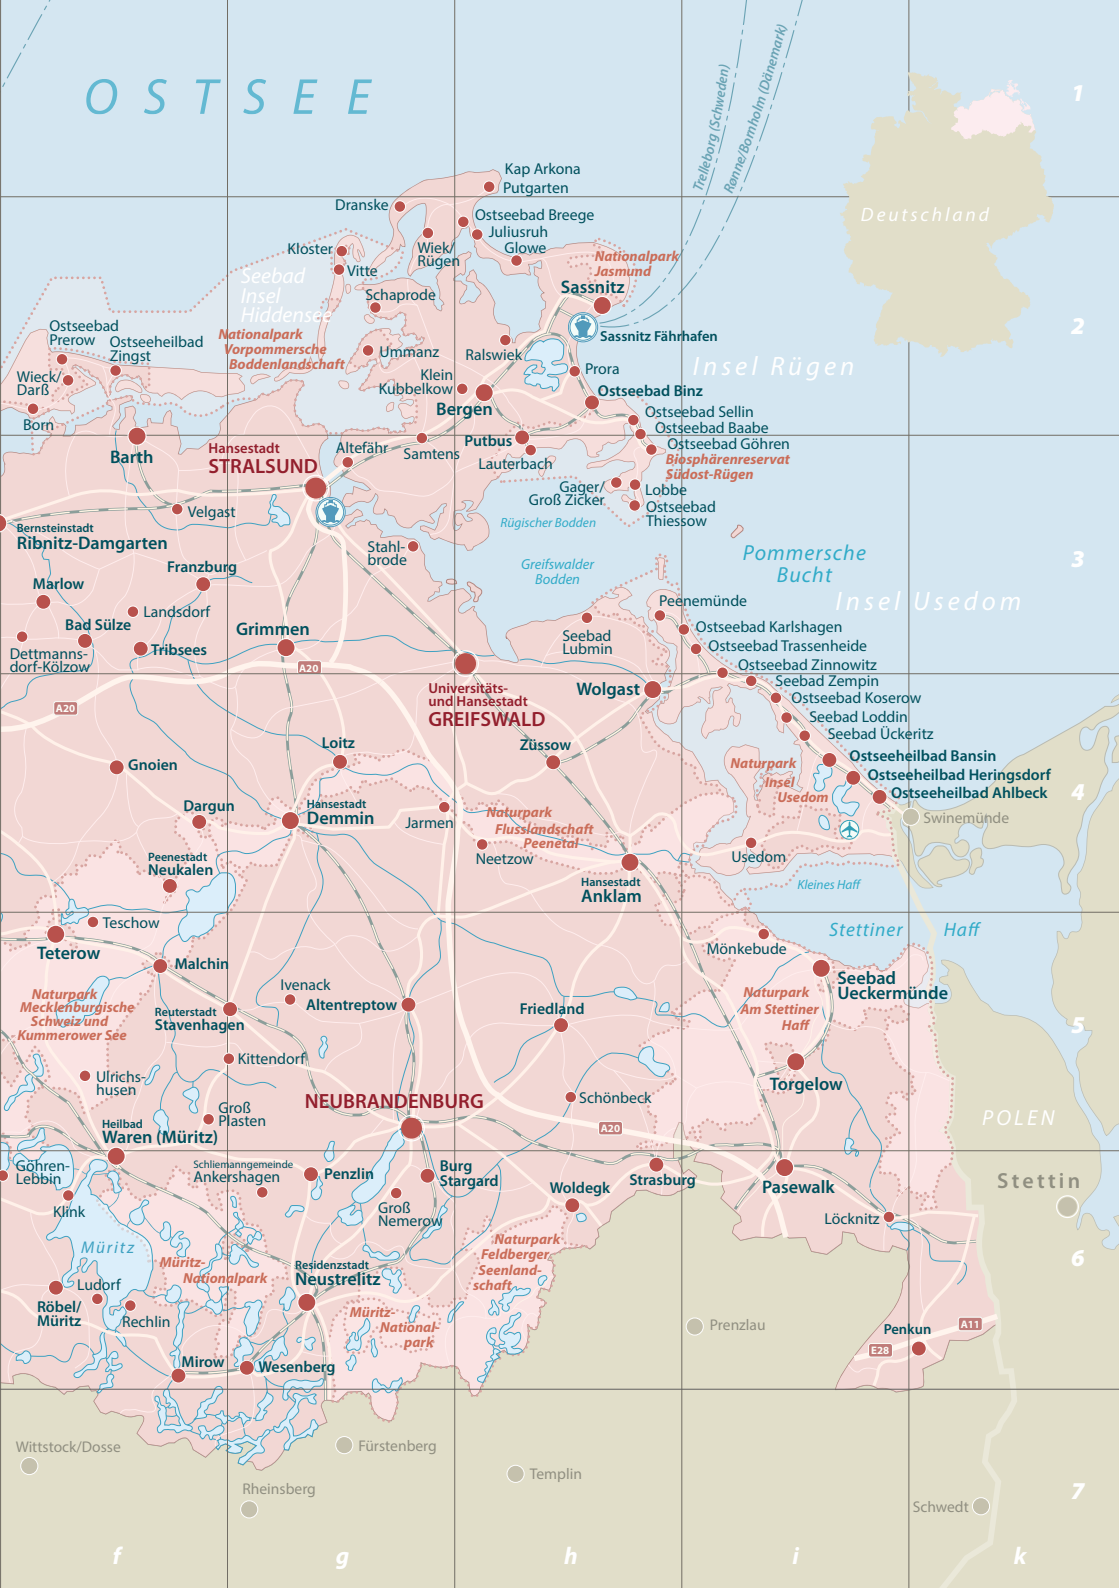 OSTSEE
1
Trelleborg (Schweden)
Rønne/Bornholm (Dänemark)
Deutschland
Kap Arkona
Putgarten
Dranske
Ostseebad Breege
Juliusruh
Glowe
Wiek/
Rügen
Kloster
Vitte
Nationalpark
Jasmund
Seebad
Insel
Hiddensee
Schaprode
Sassnitz
2
Sassnitz Fährhafen
Ostseebad
Prerow
Ostseeheilbad
Zingst
Nationalpark
Vorpommersche
Boddenlandschaft
Ummanz
Ralswiek
Insel Rügen
Wieck/
Darß
Klein
Kubbelkow
Prora
Bergen
Ostseebad Binz
Born
Ostseebad Sellin
Ostseebad Baabe
Ostseebad Göhren
Biosphärenreservat
Südost-Rügen
Barth
Hansestadt
STRALSUND
Altefähr
Samtens
Putbus
Lauterbach
Gager/
Groß Zicker
Lobbe
Ostseebad
Thiessow
Velgast
Rügischer Bodden
Bernsteinstadt
Ribnitz-Damgarten
Stahl-
brode
Greifswalder
Bodden
Pommersche
Bucht
3
Franzburg
Marlow
Landsdorf
Bad Sülze
Tribsees
Dettmanns-
dorf-Kölzow
Grimmen
A20
Insel Usedom
Peenemünde
Seebad
Lubmin
Ostseebad Karlshagen
Ostseebad Trassenheide
Ostseebad Zinnowitz
Seebad Zempin
Ostseebad Koserow
Seebad Loddin
Seebad Ückeritz
Ostseeheilbad Bansin
Ostseeheilbad Heringsdorf
Ostseeheilbad Ahlbeck
Universitäts-
und Hansestadt
GREIFSWALD
Wolgast
A20
Züssow
Loitz
Gnoien
Naturpark
Insel
Usedom
4
Dargun
Hansestadt
Demmin
Jarmen
Naturpark
Flusslandschaft
Peenetal
Swinemünde
Neetzow
Usedom
Peenestadt
Neukalen
Hansestadt
Anklam
Kleines Haff
Teschow
Teterow
Malchin
Mönkebude
Stettiner
Haff
Seebad
Ueckermünde
Naturpark
Mecklenburgische
Schweiz und
Kummerower See
Ivenack
Altentreptow
Reuterstadt
Stavenhagen
Friedland
Naturpark
Am Stettiner
Haff
5
Kittendorf
Ulrichs-
husen
Torgelow
NEUBRANDENBURG
Schönbeck
Groß
Plasten
A20
POLEN
Heilbad
Waren (Müritz)
Göhren-
Lebbin
Schliemanngemeinde
Ankershagen
Penzlin
Burg
Stargard
Woldegk
Strasburg
Pasewalk
Stettin
Klink
Groß
Nemerow
Löcknitz
Müritz
Müritz-
Nationalpark
Naturpark
Feldberger
Seenland-
schaft
6
Residenzstadt
Neustrelitz
Ludorf
Röbel/
Müritz
Rechlin
Müritz-
National-
park
Prenzlau
Penkun
A11
E28
Mirow
Wesenberg
Wittstock/Dosse
Fürstenberg
Templin
Rheinsberg
Schwedt
7
f
g
h
i
k